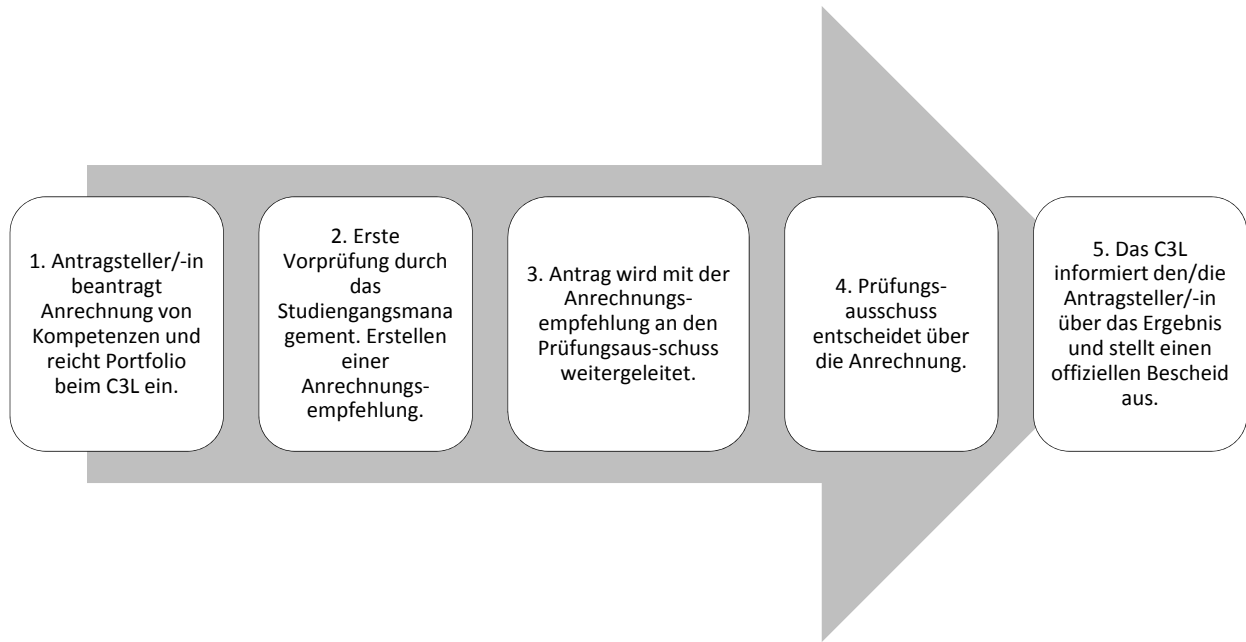 1. Antragsteller/-in
beantragt
Anrechnung von
Kompetenzen und
reicht Portfolio
beim C3L ein.
2. Erste
Vorprüfung durch
das
Studiengangsmana
gement. Erstellen
einer
Anrechnungs-
empfehlung.
3. Antrag wird mit der
Anrechnungs-
empfehlung an den
Prüfungsaus-schuss
weitergeleitet.
4. Prüfungs-
ausschuss
entscheidet über
die Anrechnung.
5. Das C3L
informiert den/die
Antragsteller/-in
über das Ergebnis
und stellt einen
offiziellen Bescheid
aus.